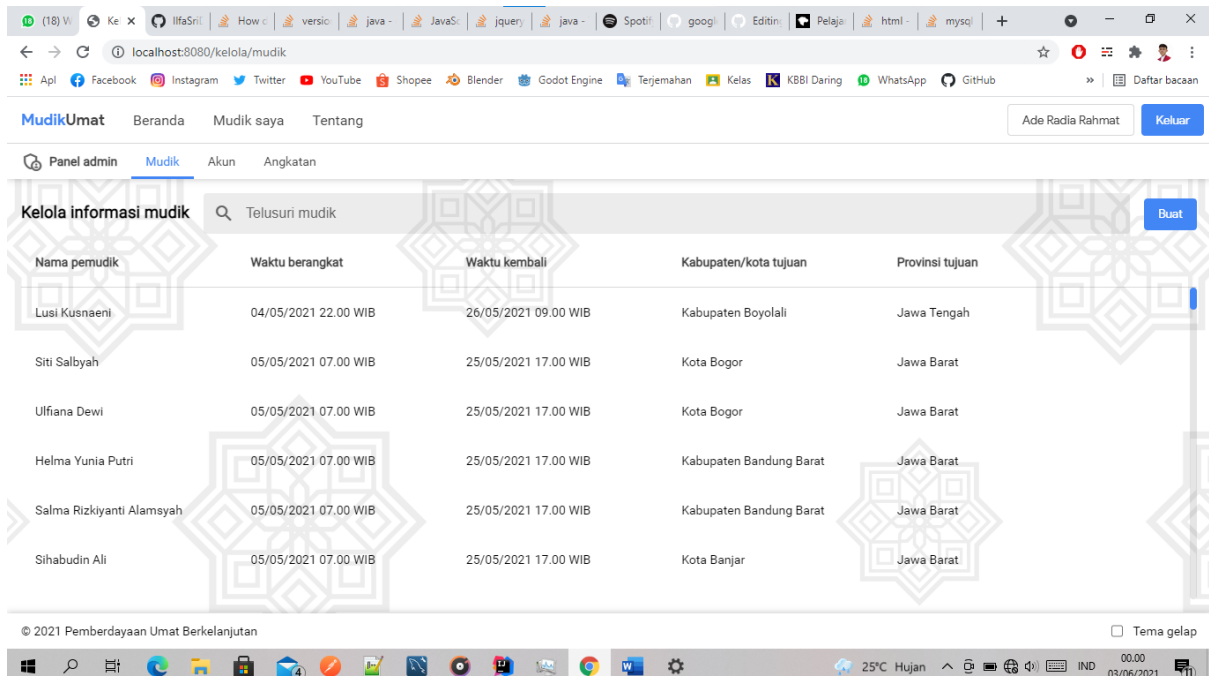 (18) W Ke IlfaSril How c versio java - JavaSc jquery java - Spotif googl Editin Pelaja html - mysql
localhost:8080/kelola/mudik
Apl Facebook Instagram Twitter YouTube Shopee Blender Godot Engine Terjemahan Kelas KBBI Daring WhatsApp GitHub » Daftar bacaan
MudikUmat Beranda Mudik saya Tentang Ade Radia Rahmat Keluar
Panel admin Mudik Akun Angkatan
Kelola informasi mudik Telusuri mudik Buat
Nama pemudik Waktu berangkat Waktu kembali Kabupaten/kota tujuan Provinsi tujuan
Lusi Kusnaeni 04/05/2021 22.00 WIB 26/05/2021 09.00 WIB Kabupaten Boyolali Jawa Tengah
Siti Salbyah 05/05/2021 07.00 WIB 25/05/2021 17.00 WIB Kota Bogor Jawa Barat
Ulfiana Dewi 05/05/2021 07.00 WIB 25/05/2021 17.00 WIB Kota Bogor Jawa Barat
Helma Yunia Putri 05/05/2021 07.00 WIB 25/05/2021 17.00 WIB Kabupaten Bandung Barat Jawa Barat
Salma Rizkiyanti Alamsyah 05/05/2021 07.00 WIB 25/05/2021 17.00 WIB Kabupaten Bandung Barat Jawa Barat
Sihabudin Ali 05/05/2021 07.00 WIB 25/05/2021 17.00 WIB Kota Banjar Jawa Barat
© 2021 Pemberdayaan Umat Berkelanjutan Tema gelap
25°C Hujan IND 00.00
03/06/2021